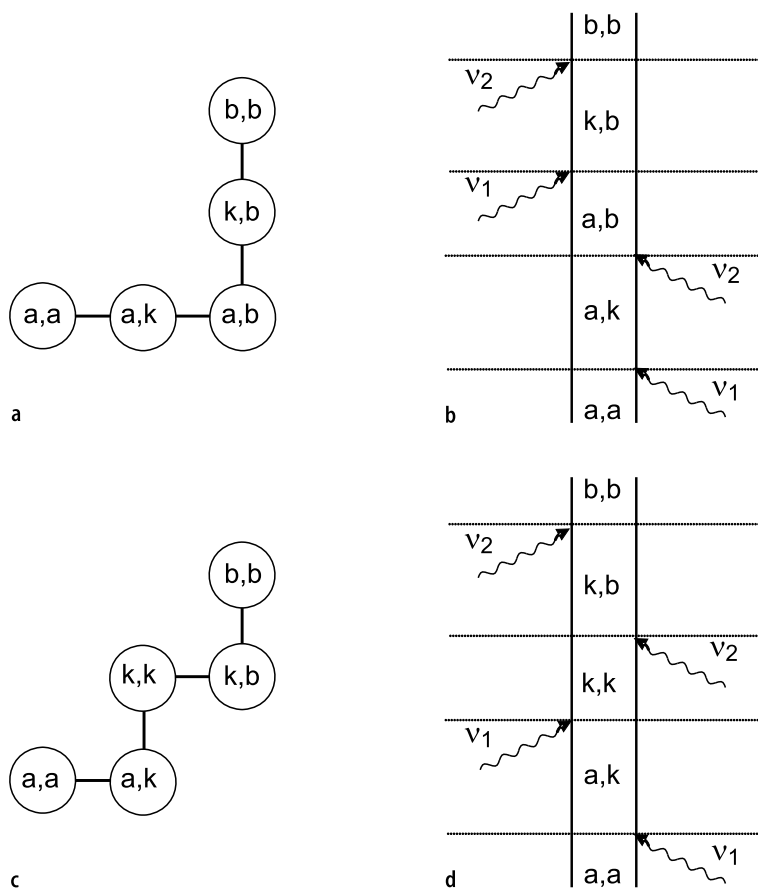 b,b
k,b
a,a a,k a,b
a
b,b
ν2
k,b
ν1
a,b
ν2
a,k
ν1
a,a
b
b,b
k,k k,b
a,a a,k
c
b,b
ν2
k,b
ν2
k,k
ν1
a,k
ν1
a,a
d